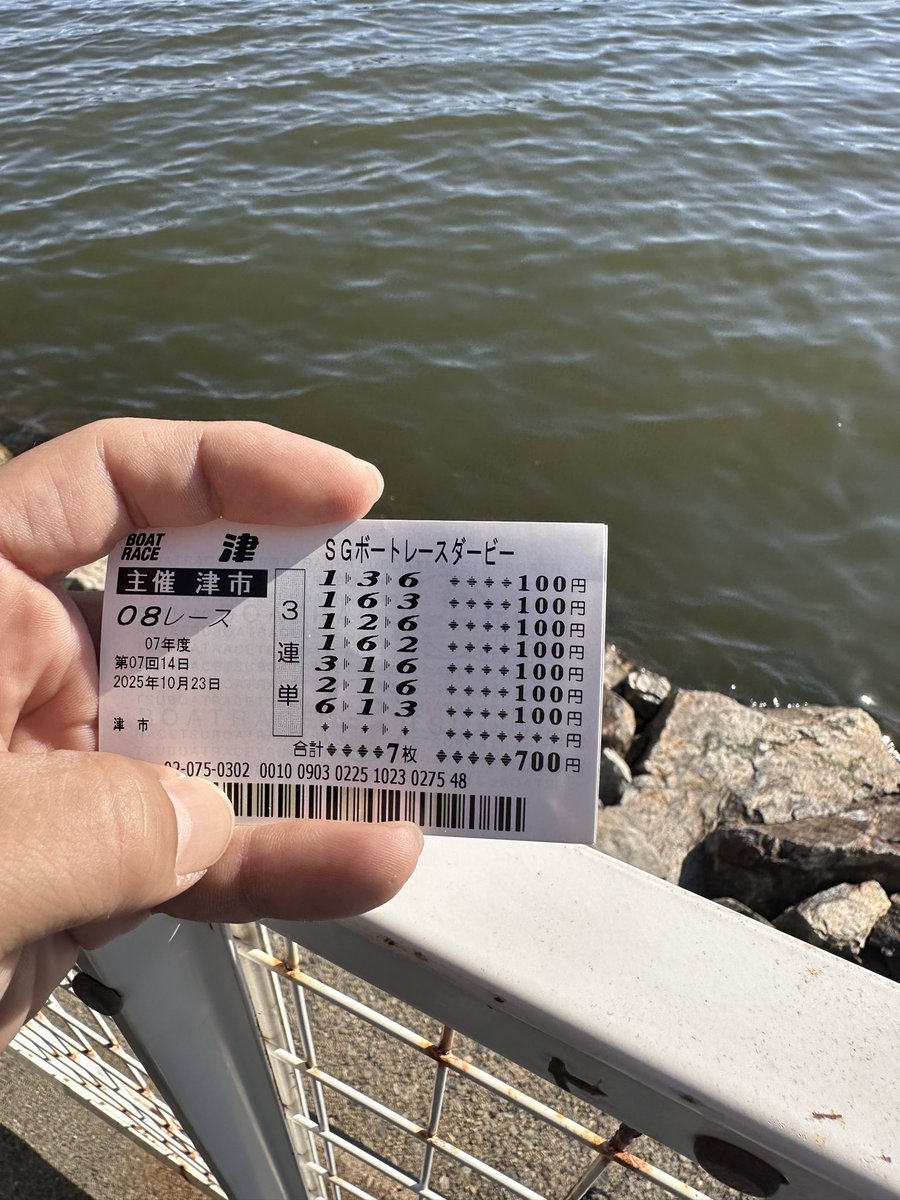 BOAT RACE 津 SGボートレースダービー
主催 津市
08レース
07年度
第07回14日
2025年10月23日
津 市
3連単
1 3 6 100円
1 6 3 100円
1 2 6 100円
1 6 2 100円
3 1 6 100円
2 1 6 100円
6 1 3 100円
円
合計 7枚 700円
02-075-0302 0010 0903 0225 1023 0275 48